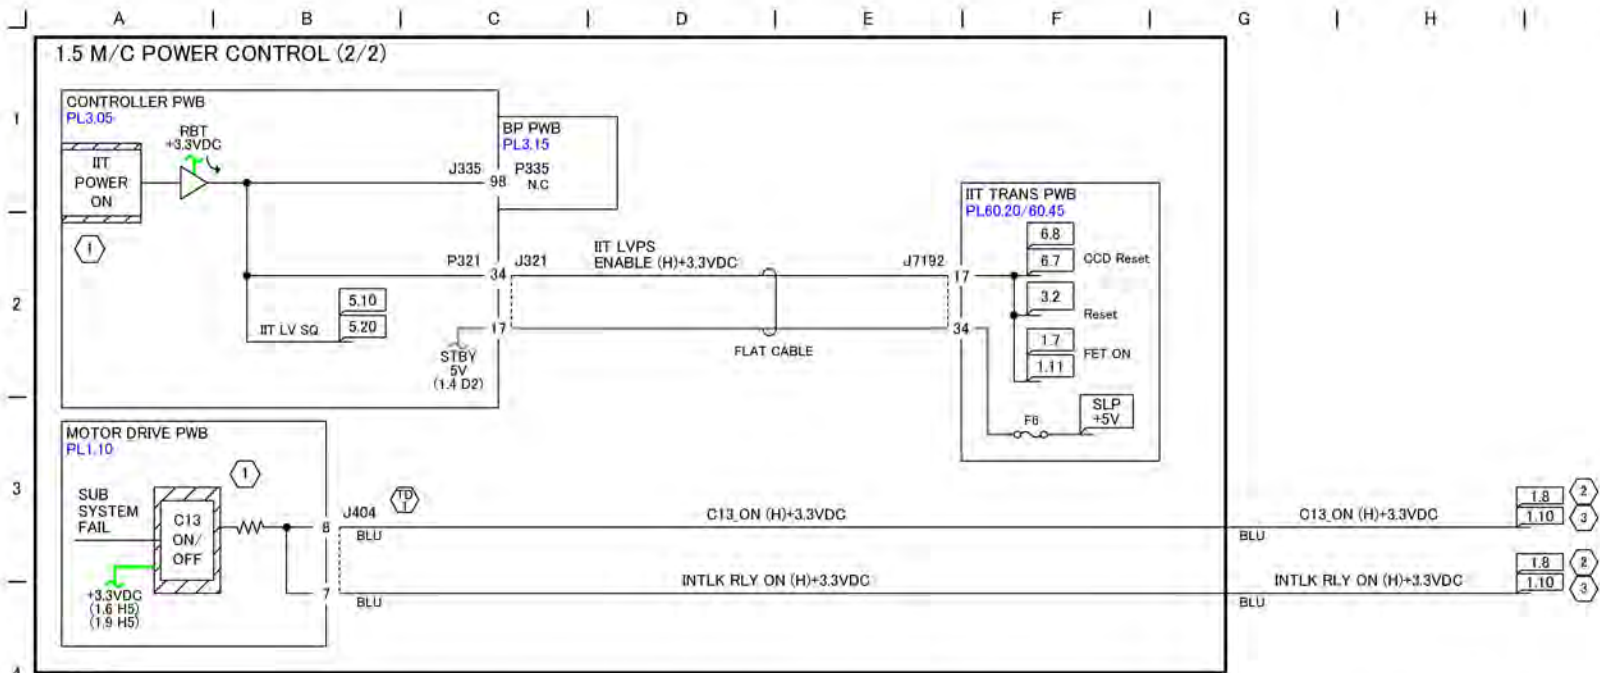 A B C D E F G H
1.5 M/C POWER CONTROL (2/2)
1
CONTROLLER PWB
PL3.05
RBT
+3.3VDC
IIT
POWER
ON
1
BP PWB
PL3.15
J335 98 P335
N.C
IIT TRANS PWB
PL60.20/60.45
6.8
6.7 CCD Reset
3.2
Reset
1.7
1.11
FET ON
SLP
+5V
F6
2
P321 34 J321
IIT LVPS
ENABLE (H)+3.3VDC
J7192 17
5.10
5.20
IIT LV SQ
17
34
STBY
5V
(1.4 D2)
FLAT CABLE
MOTOR DRIVE PWB
PL1.10
3
1
SUB
SYSTEM
FAIL
C13
ON/
OFF
TD
1
8 J404
BLU
C13_ON (H)+3.3VDC
BLU
C13_ON (H)+3.3VDC
1.8 2
1.10 3
+3.3VDC
(1.6 H5)
(1.9 H5)
7
BLU
INTLK RLY ON (H)+3.3VDC
BLU
INTLK RLY ON (H)+3.3VDC
1.8 2
1.10 3